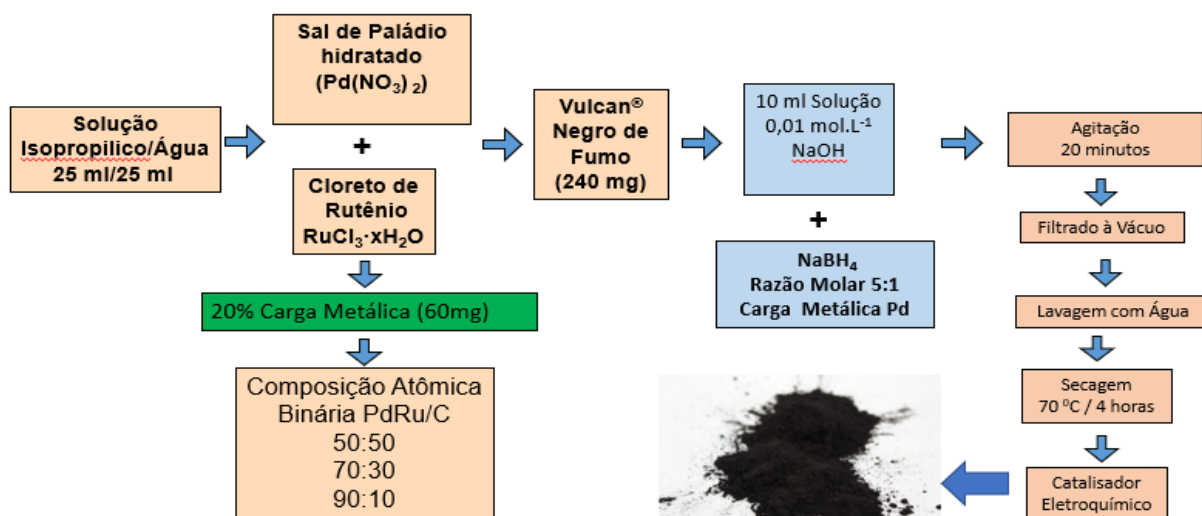 Solução
Isopropilico/Água
25 ml/25 ml
Sal de Paládio
hidratado
(Pd(NO₃)₂)
+
Cloreto de
Rutênio
RuCl₃·xH₂O
20% Carga Metálica (60mg)
Composição Atômica
Binária PdRu/C
50:50
70:30
90:10
Vulcan®
Negro de
Fumo
(240 mg)
10 ml Solução
0,01 mol.L⁻¹
NaOH
+
NaBH₄
Razão Molar 5:1
Carga Metálica Pd
Agitação
20 minutos
Filtrado à Vácuo
Lavagem com Água
Secagem
70 ⁰C / 4 horas
Catalisador
Eletroquímico